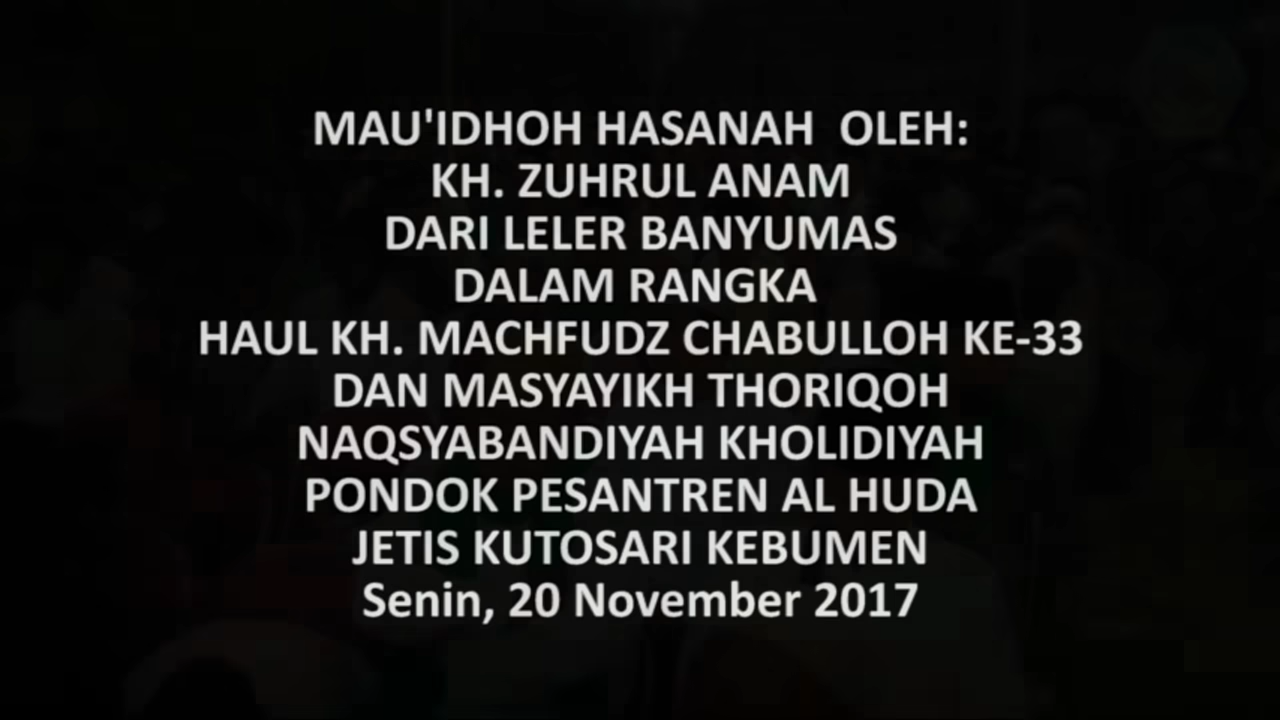 MAU'IDHOH HASANAH OLEH:
KH. ZUHRUL ANAM
DARI LELER BANYUMAS
DALAM RANGKA
HAUL KH. MACHFUDZ CHABULLOH KE-33
DAN MASYAYIKH THORIQOH
NAQSYABANDIYAH KHOLIDIYAH
PONDOK PESANTREN AL HUDA
JETIS KUTOSARI KEBUMEN
Senin, 20 November 2017